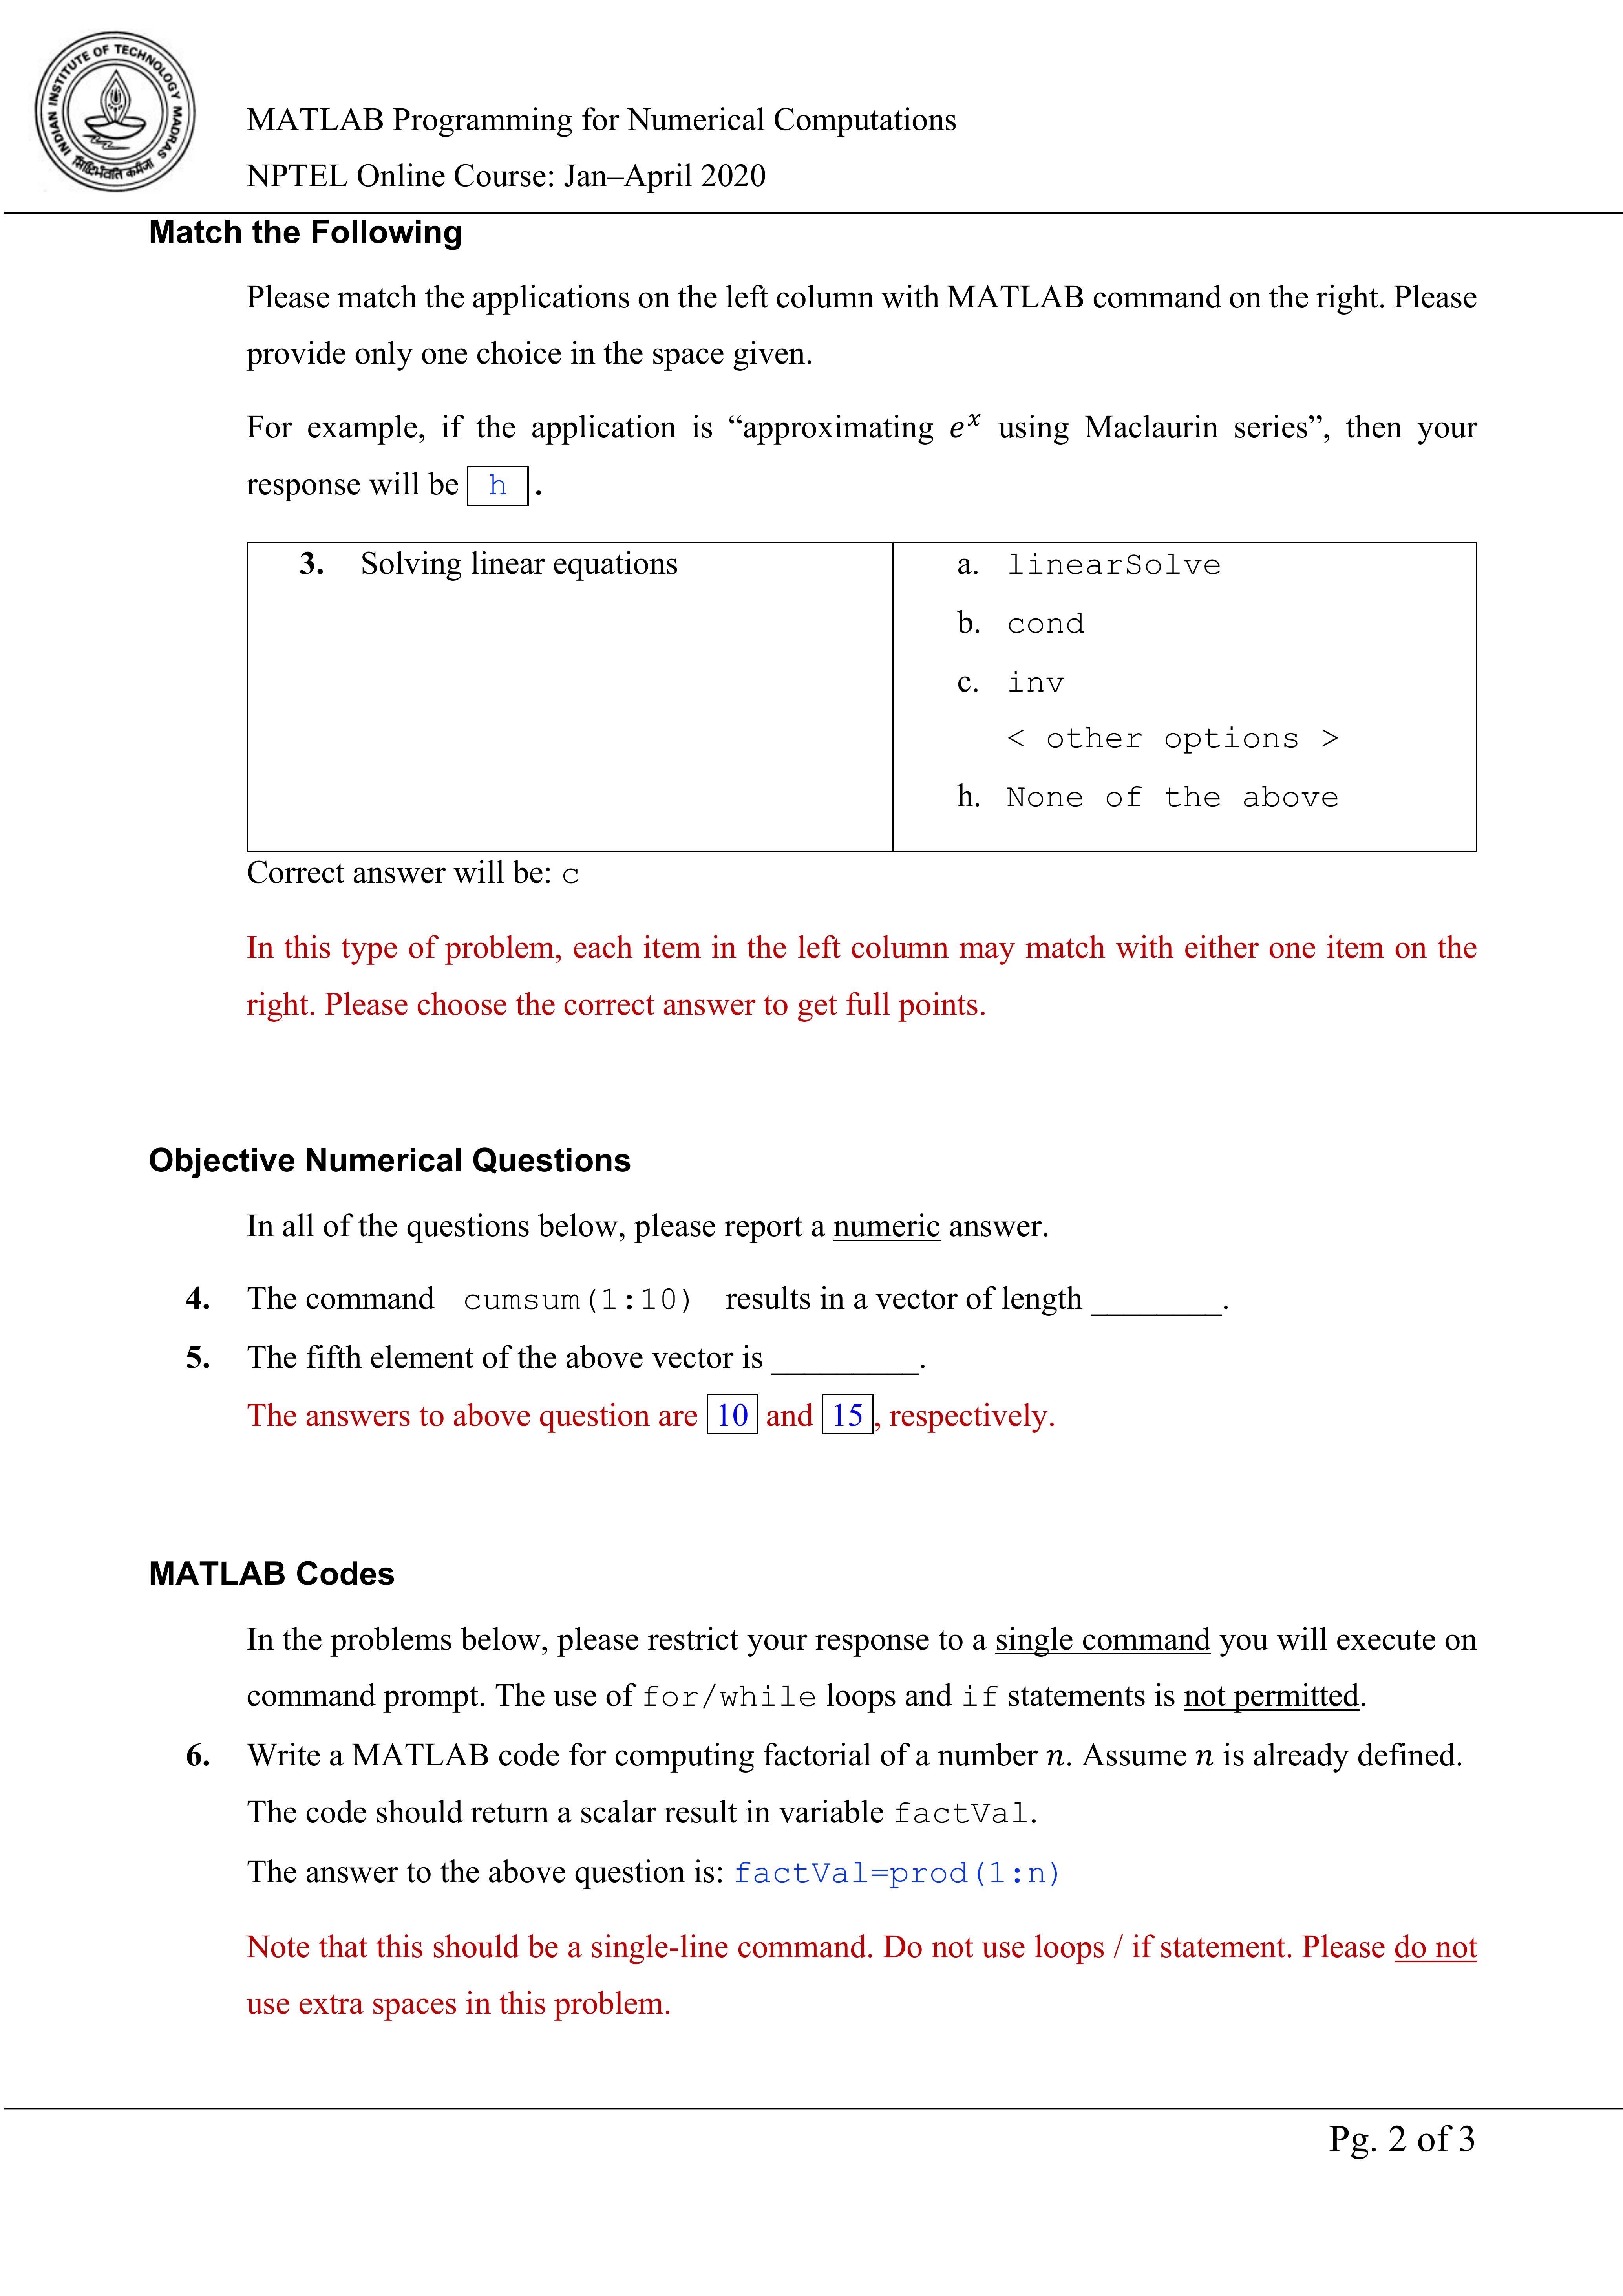 INDIAN INSTITUTE OF TECHNOLOGY MADRAS
सिद्धिर्भवति कर्मजा
MATLAB Programming for Numerical Computations
NPTEL Online Course: Jan–April 2020
Match the Following
Please match the applications on the left column with MATLAB command on the right. Please
provide only one choice in the space given.
For example, if the application is “approximating e^x using Maclaurin series”, then your
response will be h .
3. Solving linear equations
a. linearSolve
b. cond
c. inv
< other options >
h. None of the above
Correct answer will be: c
In this type of problem, each item in the left column may match with either one item on the
right. Please choose the correct answer to get full points.
Objective Numerical Questions
In all of the questions below, please report a numeric answer.
4. The command cumsum(1:10) results in a vector of length ________.
5. The fifth element of the above vector is _________.
The answers to above question are 10 and 15 , respectively.
MATLAB Codes
In the problems below, please restrict your response to a single command you will execute on
command prompt. The use of for/while loops and if statements is not permitted.
6. Write a MATLAB code for computing factorial of a number n. Assume n is already defined.
The code should return a scalar result in variable factVal.
The answer to the above question is: factVal=prod(1:n)
Note that this should be a single-line command. Do not use loops / if statement. Please do not
use extra spaces in this problem.
Pg. 2 of 3